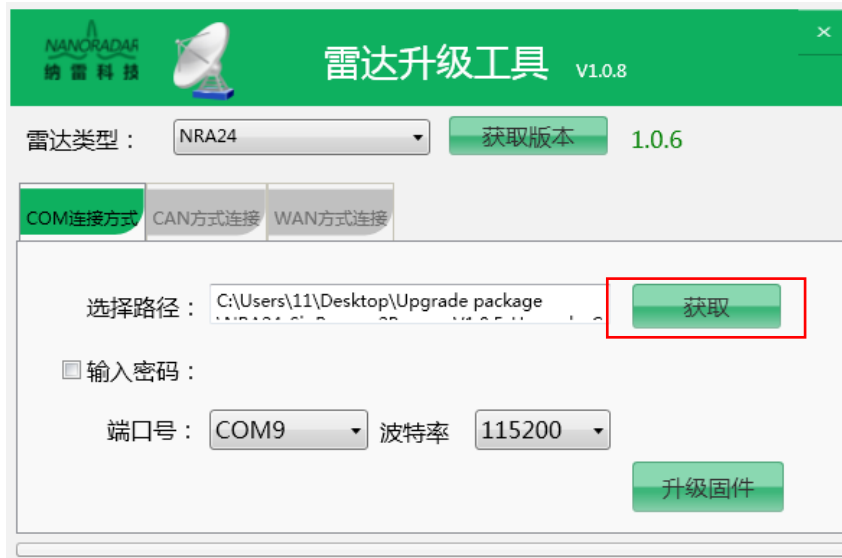 NANORADAR
纳雷科技
雷达升级工具 V1.0.8
×
雷达类型： NRA24 获取版本 1.0.6
COM连接方式 CAN方式连接 WAN方式连接
选择路径： C:\Users\11\Desktop\Upgrade package 获取
输入密码：
端口号： COM9 波特率 115200
升级固件